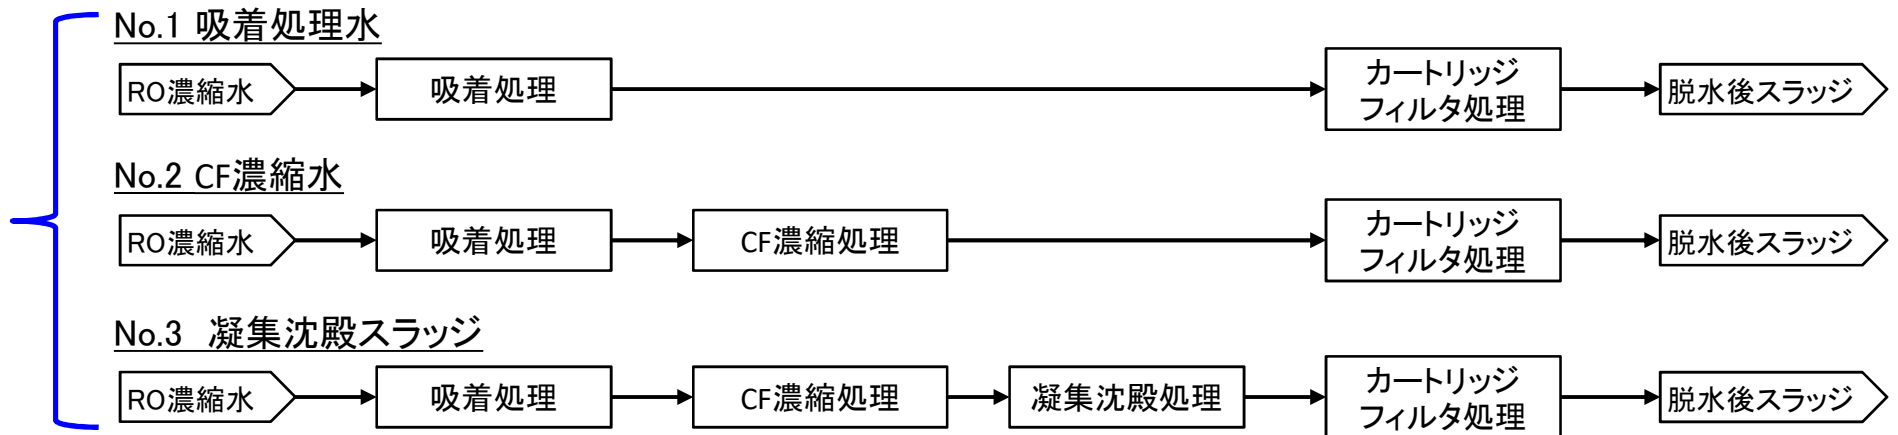 No.1 吸着処理水
RO濃縮水
吸着処理
カートリッジ
フィルタ処理
脱水後スラッジ
No.2 CF濃縮水
RO濃縮水
吸着処理
CF濃縮処理
カートリッジ
フィルタ処理
脱水後スラッジ
No.3 凝集沈殿スラッジ
RO濃縮水
吸着処理
CF濃縮処理
凝集沈殿処理
カートリッジ
フィルタ処理
脱水後スラッジ